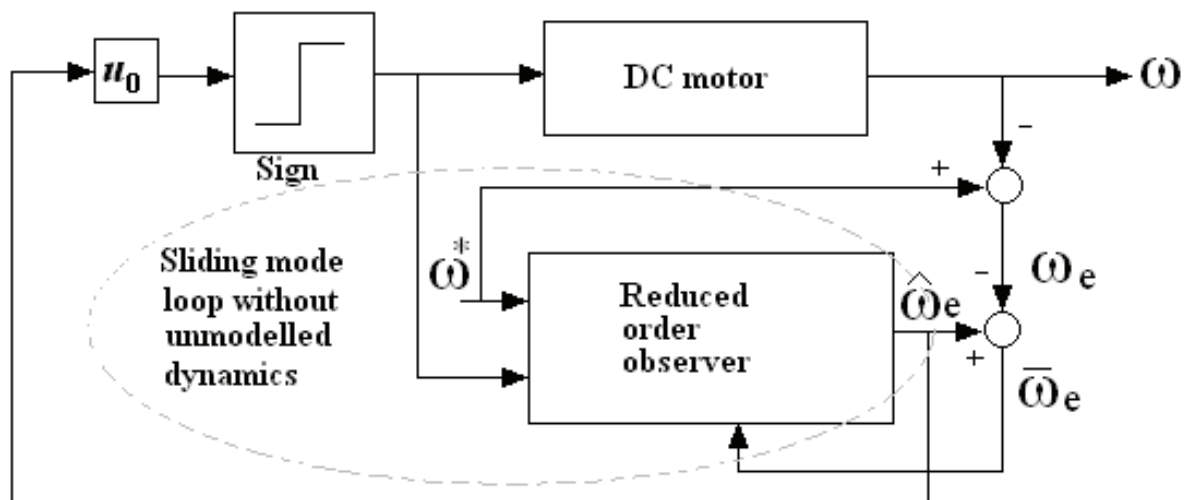 u₀
Sign
DC motor
ω
-
+
ω*
Sliding mode
loop without
unmodelled
dynamics
Reduced
order
observer
ω̂e
-
ωe
+
ω̄e